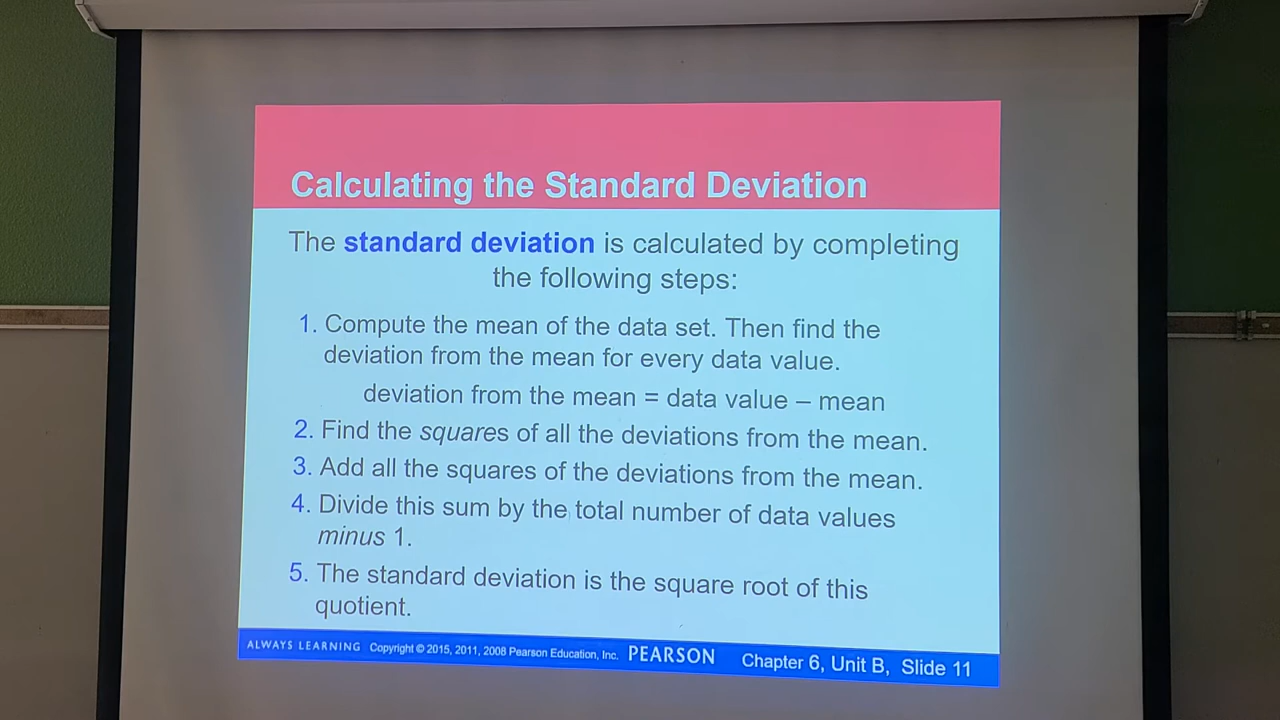 Calculating the Standard Deviation
The standard deviation is calculated by completing
the following steps:
1. Compute the mean of the data set. Then find the
deviation from the mean for every data value.
deviation from the mean = data value – mean
2. Find the squares of all the deviations from the mean.
3. Add all the squares of the deviations from the mean.
4. Divide this sum by the total number of data values
minus 1.
5. The standard deviation is the square root of this
quotient.
ALWAYS LEARNING Copyright © 2015, 2011, 2008 Pearson Education, Inc. PEARSON Chapter 6, Unit B, Slide 11